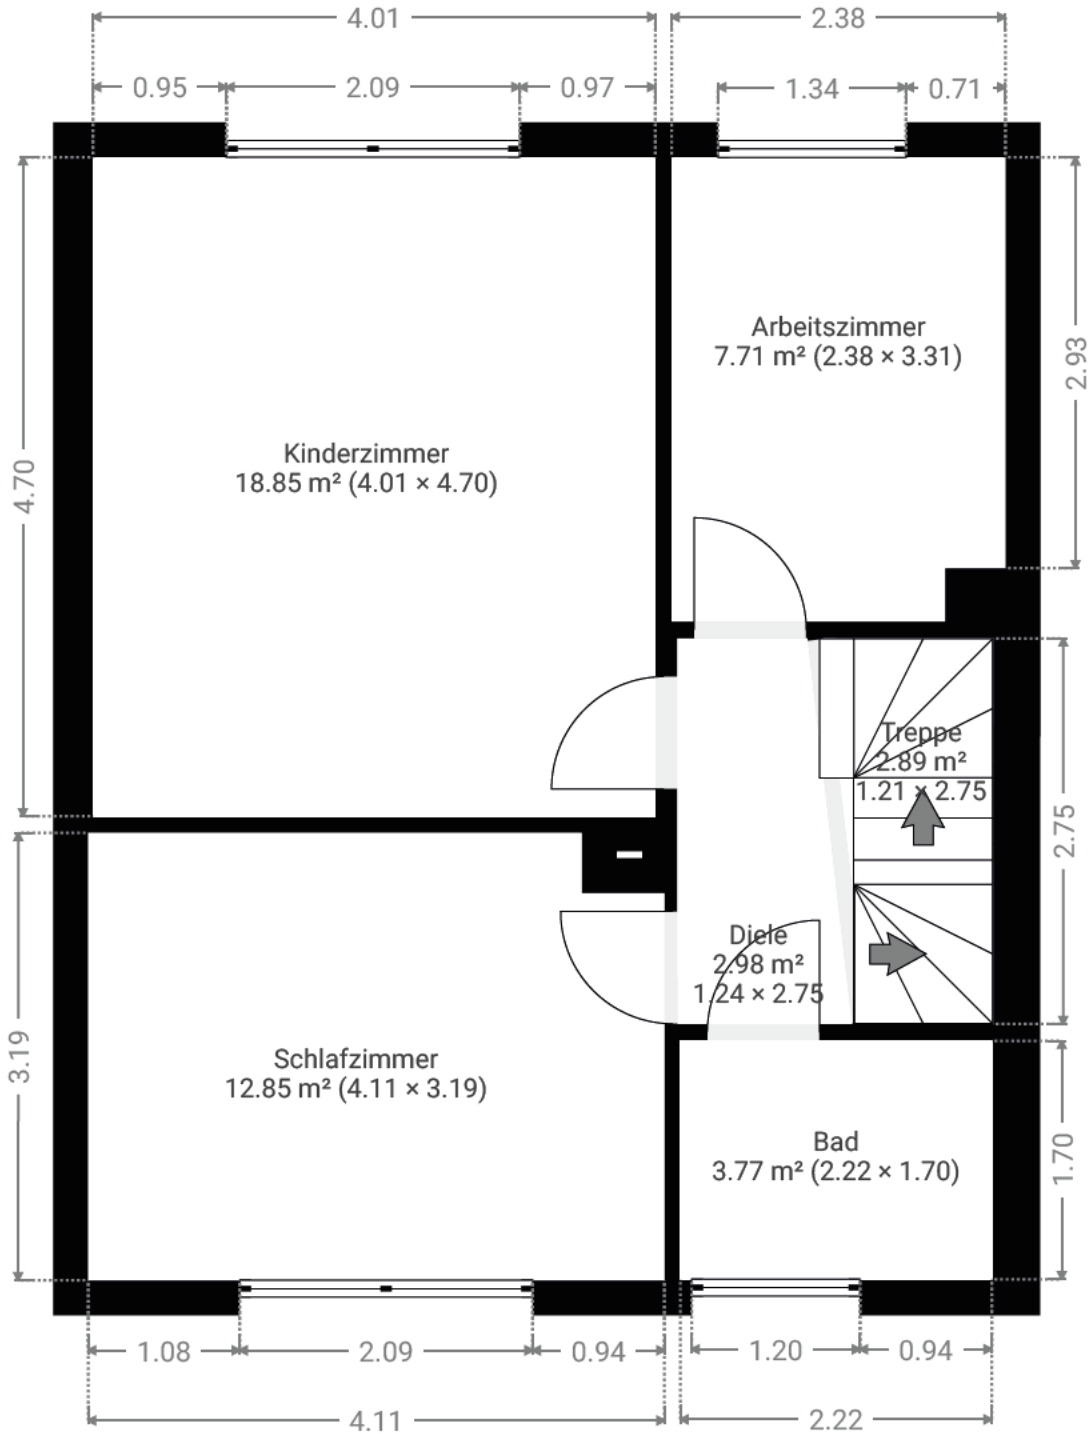 4.01
2.38
0.95
2.09
0.97
1.34
0.71
Arbeitszimmer
7.71 m² (2.38 × 3.31)
2.93
Kinderzimmer
18.85 m² (4.01 × 4.70)
4.70
Treppe
2.89 m²
1.21 × 2.75
2.75
Diele
2.98 m²
1.24 × 2.75
3.19
Schlafzimmer
12.85 m² (4.11 × 3.19)
Bad
3.77 m² (2.22 × 1.70)
1.70
1.08
2.09
0.94
1.20
0.94
4.11
2.22